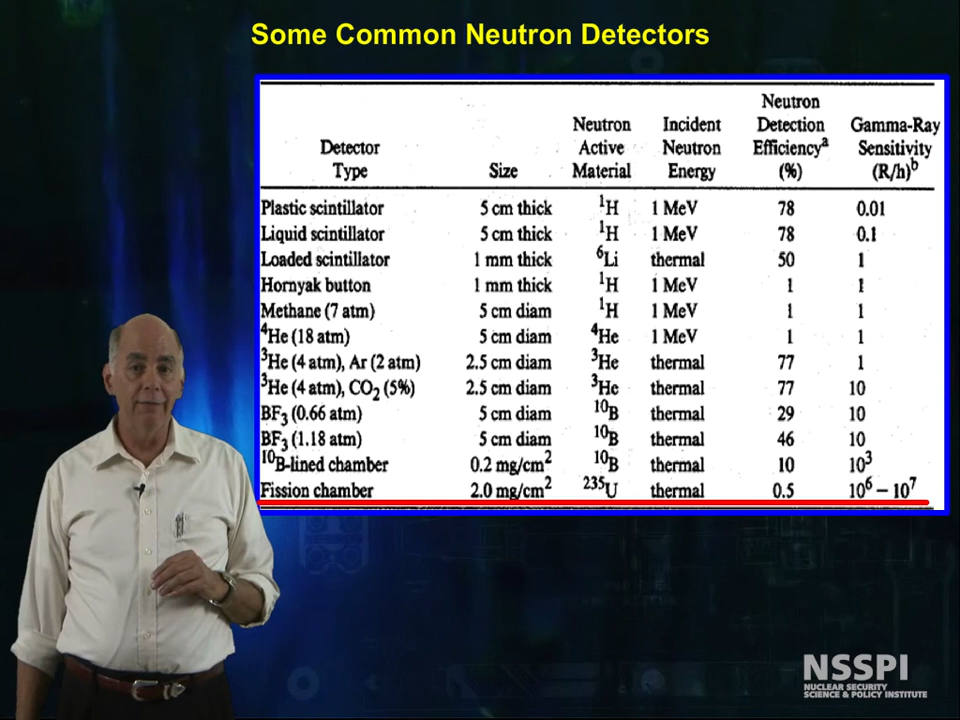 Some Common Neutron Detectors
Detector Type Size Neutron Active Material Incident Neutron Energy Neutron Detection Efficiencyᵃ (%) Gamma-Ray Sensitivity (R/h)ᵇ
Plastic scintillator 5 cm thick ¹H 1 MeV 78 0.01
Liquid scintillator 5 cm thick ¹H 1 MeV 78 0.1
Loaded scintillator 1 mm thick ⁶Li thermal 50 1
Hornyak button 1 mm thick ¹H 1 MeV 1 1
Methane (7 atm) 5 cm diam ¹H 1 MeV 1 1
⁴He (18 atm) 5 cm diam ⁴He 1 MeV 1 1
³He (4 atm), Ar (2 atm) 2.5 cm diam ³He thermal 77 1
³He (4 atm), CO₂ (5%) 2.5 cm diam ³He thermal 77 10
BF₃ (0.66 atm) 5 cm diam ¹⁰B thermal 29 10
BF₃ (1.18 atm) 5 cm diam ¹⁰B thermal 46 10
¹⁰B-lined chamber 0.2 mg/cm² ¹⁰B thermal 10 10³
Fission chamber 2.0 mg/cm² ²³⁵U thermal 0.5 10⁶ – 10⁷
NSSPI
NUCLEAR SECURITY
SCIENCE & POLICY INSTITUTE